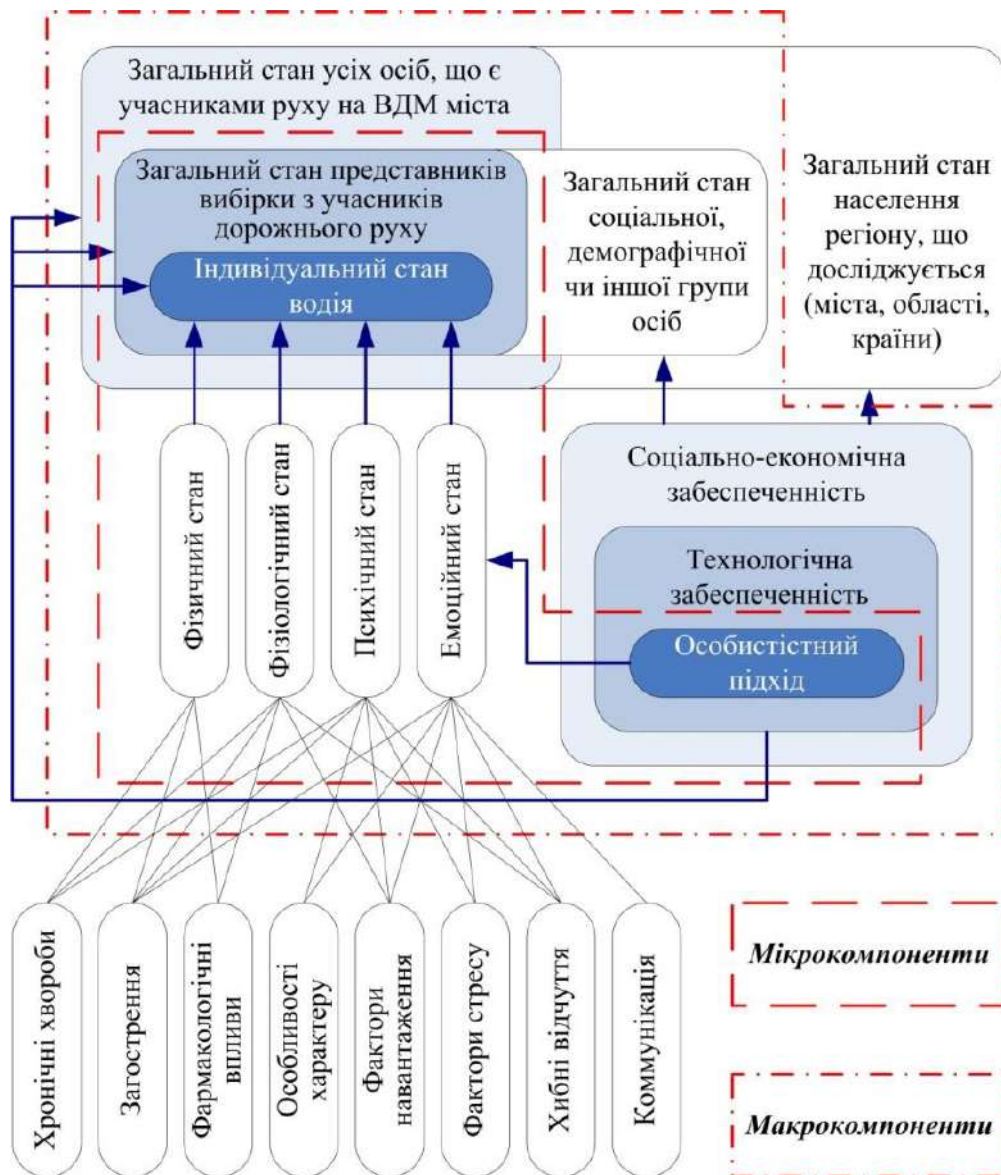 Загальний стан усіх осіб, що є
учасниками руху на ВДМ міста
Загальний стан представників
вибірки з учасників
дорожнього руху
Індивідуальний стан
водія
Загальний стан
соціальної,
демографічної
чи іншої групи
осіб
Загальний стан
населення
регіону, що
досліджується
(міста, області,
країни)
Фізичний стан
Фізіологічний стан
Психічний стан
Емоційний стан
Соціально-економічна
забеспеченність
Технологічна
забеспеченність
Особистістний
підхід
Хронічні хвороби
Загострення
Фармакологічні
впливи
Особливості
характеру
Фактори
навантаження
Фактори стресу
Хибні відчуття
Коммунікація
Мікрокомпоненти
Макрокомпоненти